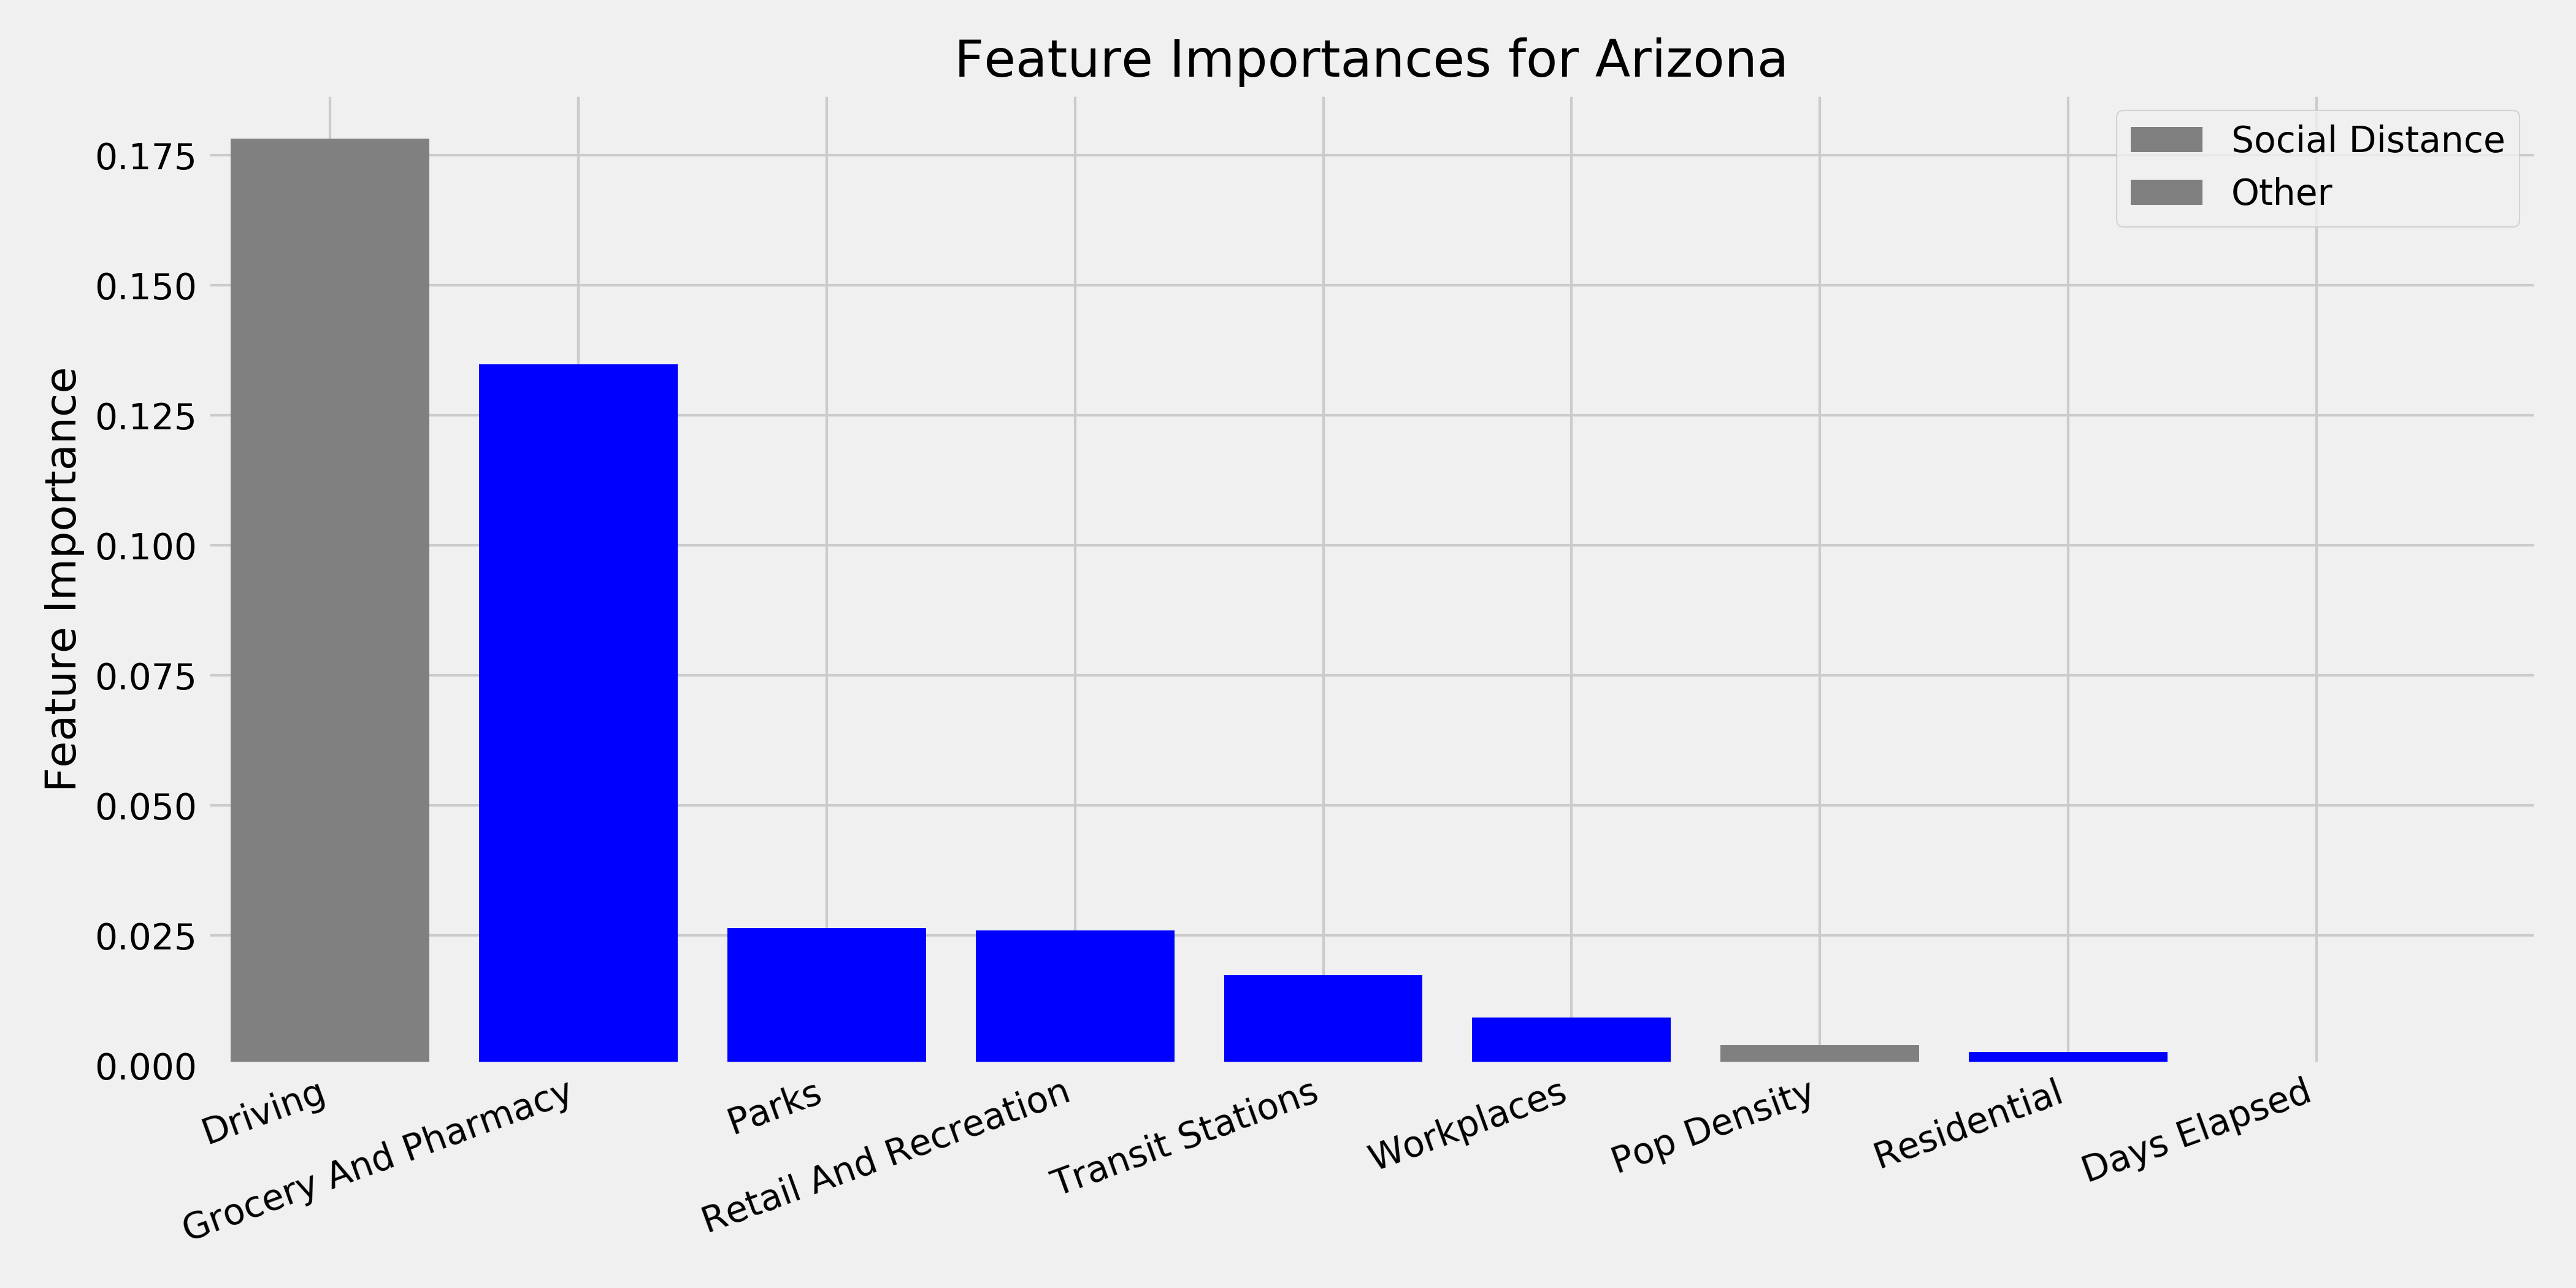 Feature Importances for Arizona
Social Distance
Other
Feature Importance
0.175
0.150
0.125
0.100
0.075
0.050
0.025
0.000
Driving
Grocery And Pharmacy
Parks
Retail And Recreation
Transit Stations
Workplaces
Pop Density
Residential
Days Elapsed